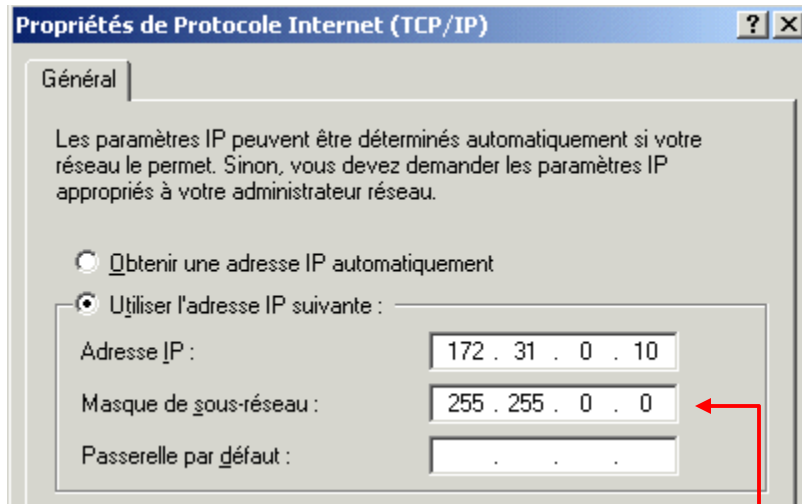 Propriétés de Protocole Internet (TCP/IP)
Général
Les paramètres IP peuvent être déterminés automatiquement si votre
réseau le permet. Sinon, vous devez demander les paramètres IP
appropriés à votre administrateur réseau.
Obtenir une adresse IP automatiquement
Utiliser l'adresse IP suivante :
Adresse IP : 172 . 31 . 0 . 10
Masque de sous-réseau : 255 . 255 . 0 . 0
Passerelle par défaut : . . .